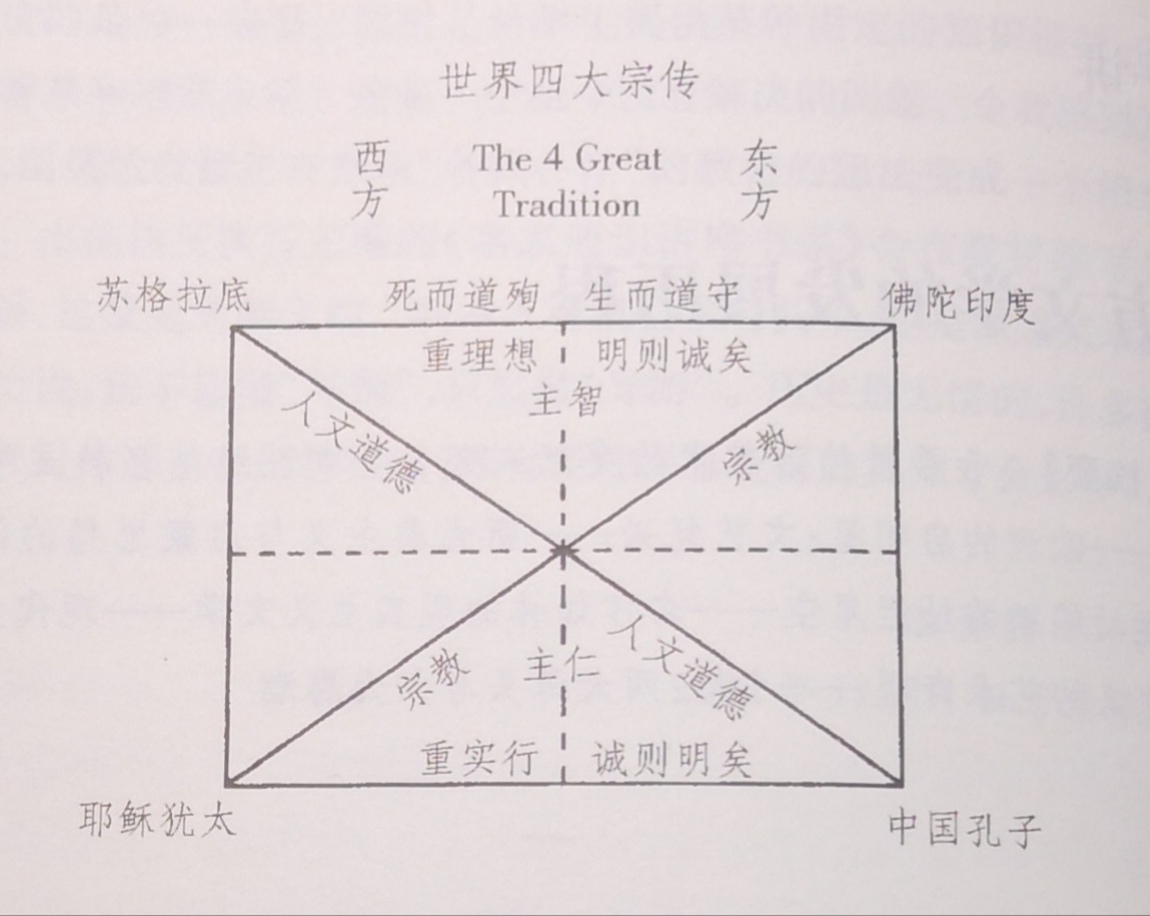 世界四大宗传
西方 The 4 Great Tradition 东方
苏格拉底 死而道殉 生而道守 佛陀印度
重理想 明则诚矣
主智
人文道德 宗教
宗教 主仁 人文道德
重实行 诚则明矣
耶稣犹太 中国孔子